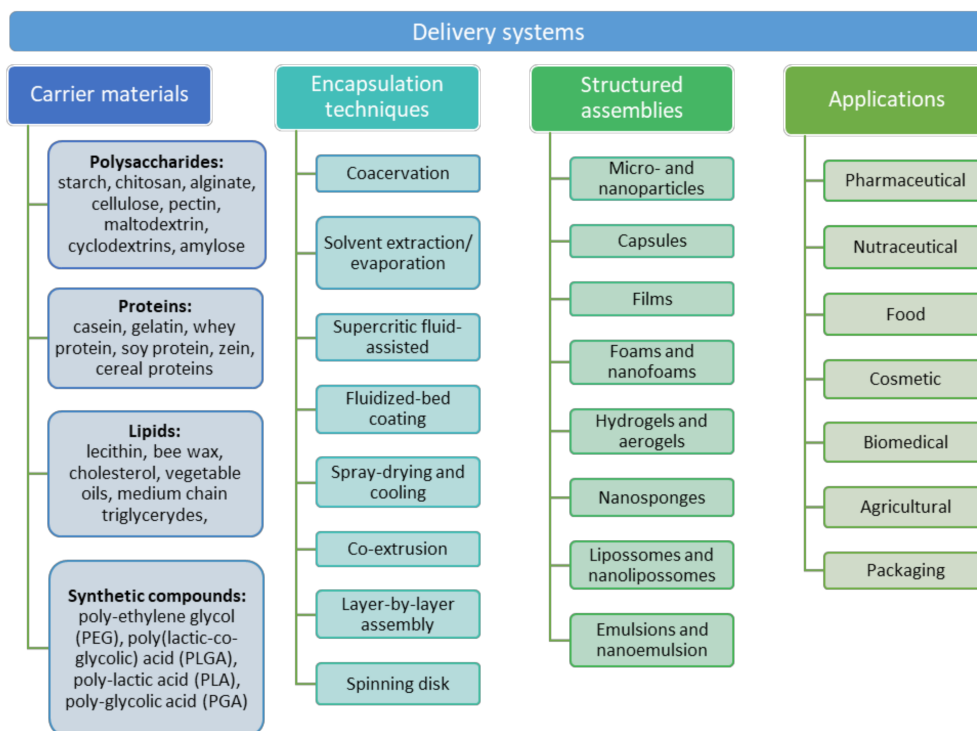 Delivery systems
Carrier materials
Polysaccharides:
starch, chitosan, alginate,
cellulose, pectin,
maltodextrin,
cyclodextrins, amylose
Proteins:
casein, gelatin, whey
protein, soy protein, zein,
cereal proteins
Lipids:
lecithin, bee wax,
cholesterol, vegetable
oils, medium chain
triglycerydes,
Synthetic compounds:
poly-ethylene glycol
(PEG), poly(lactic-co-
glycolic) acid (PLGA),
poly-lactic acid (PLA),
poly-glycolic acid (PGA)
Encapsulation
techniques
Coacervation
Solvent extraction/
evaporation
Supercritic fluid-
assisted
Fluidized-bed
coating
Spray-drying and
cooling
Co-extrusion
Layer-by-layer
assembly
Spinning disk
Structured
assemblies
Micro- and
nanoparticles
Capsules
Films
Foams and
nanofoams
Hydrogels and
aerogels
Nanosponges
Lipossomes and
nanolipossomes
Emulsions and
nanoemulsion
Applications
Pharmaceutical
Nutraceutical
Food
Cosmetic
Biomedical
Agricultural
Packaging